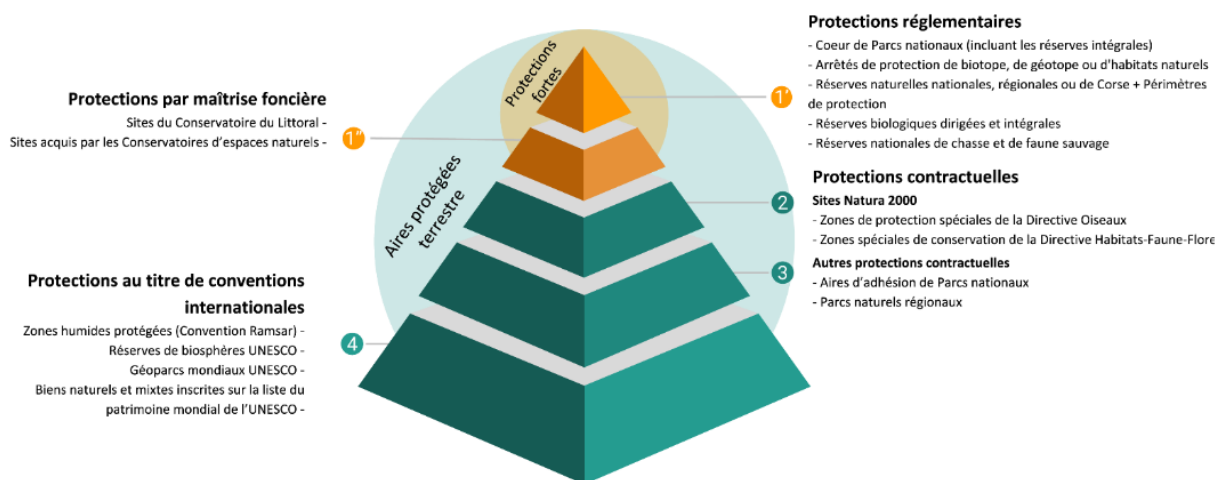 Protections par maîtrise foncière
Sites du Conservatoire du Littoral -
Sites acquis par les Conservatoires d'espaces naturels -
1''
Protections au titre de conventions
internationales
Zones humides protégées (Convention Ramsar) -
Réserves de biosphères UNESCO -
Géoparcs mondiaux UNESCO -
Biens naturels et mixtes inscrites sur la liste du
patrimoine mondial de l'UNESCO -
4
Protections
fortes
Aires protégées
terrestre
Protections réglementaires
- Coeur de Parcs nationaux (incluant les réserves intégrales)
- Arrêtés de protection de biotope, de géotope ou d'habitats naturels
- Réserves naturelles nationales, régionales ou de Corse + Périmètres
de protection
- Réserves biologiques dirigées et intégrales
- Réserves nationales de chasse et de faune sauvage
1'
Protections contractuelles
Sites Natura 2000
- Zones de protection spéciales de la Directive Oiseaux
- Zones spéciales de conservation de la Directive Habitats-Faune-Flore
2
Autres protections contractuelles
- Aires d'adhésion de Parcs nationaux
- Parcs naturels régionaux
3